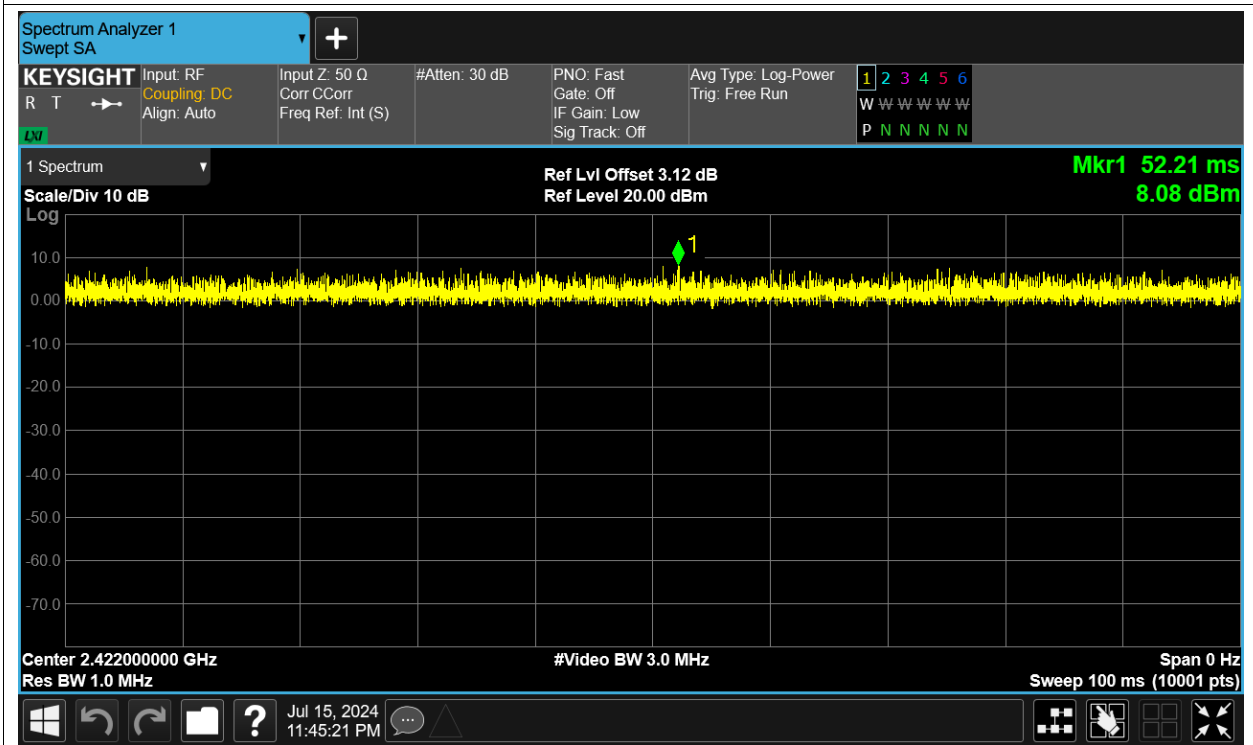 Spectrum Analyzer 1
Swept SA
KEYSIGHT
R T
LXI
Input: RF
Coupling: DC
Align: Auto
Input Z: 50 Ω
Corr CCorr
Freq Ref: Int (S)
#Atten: 30 dB
PNO: Fast
Gate: Off
IF Gain: Low
Sig Track: Off
Avg Type: Log-Power
Trig: Free Run
1 2 3 4 5 6
W W W W W W
P N N N N N
1 Spectrum
Scale/Div 10 dB
Log
Ref Lvl Offset 3.12 dB
Ref Level 20.00 dBm
Mkr1 52.21 ms
8.08 dBm
1
10.0
0.00
-10.0
-20.0
-30.0
-40.0
-50.0
-60.0
-70.0
Center 2.422000000 GHz
Res BW 1.0 MHz
#Video BW 3.0 MHz
Span 0 Hz
Sweep 100 ms (10001 pts)
?
Jul 15, 2024
11:45:21 PM